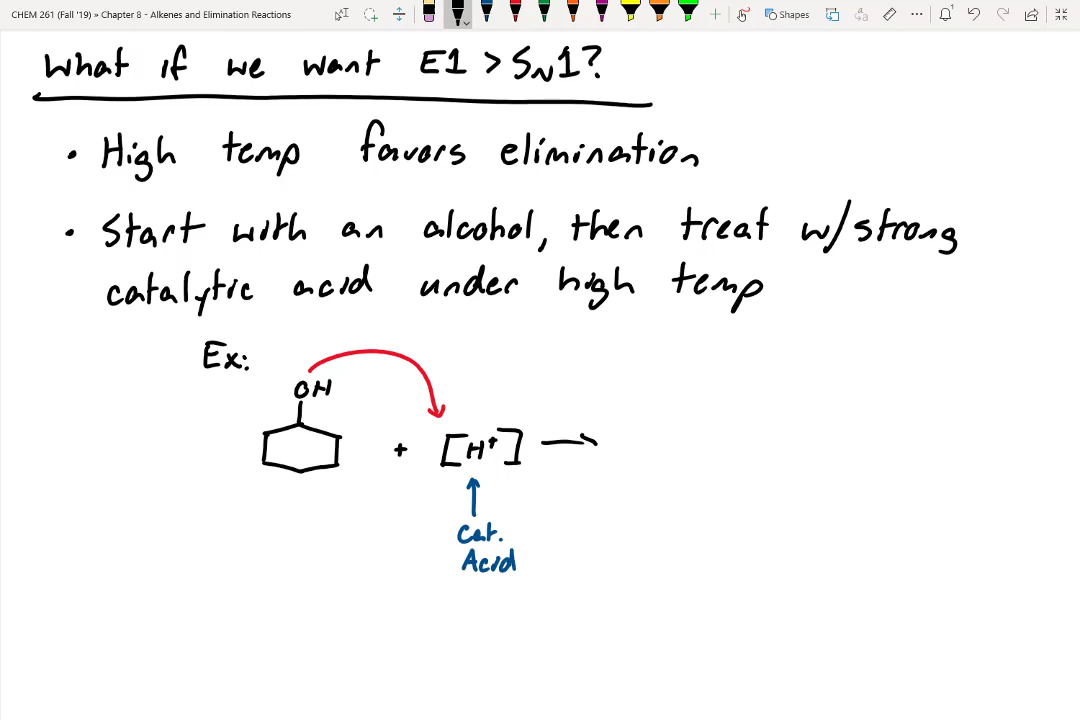 CHEM 261 (Fall '19) » Chapter 8 - Alkenes and Elimination Reactions
Shapes
What if we want E1 > SN1?
• High temp favors elimination
• Start with an alcohol, then treat w/strong
catalytic acid under high temp
Ex:
OH
+ [H+] →
Cat.
Acid